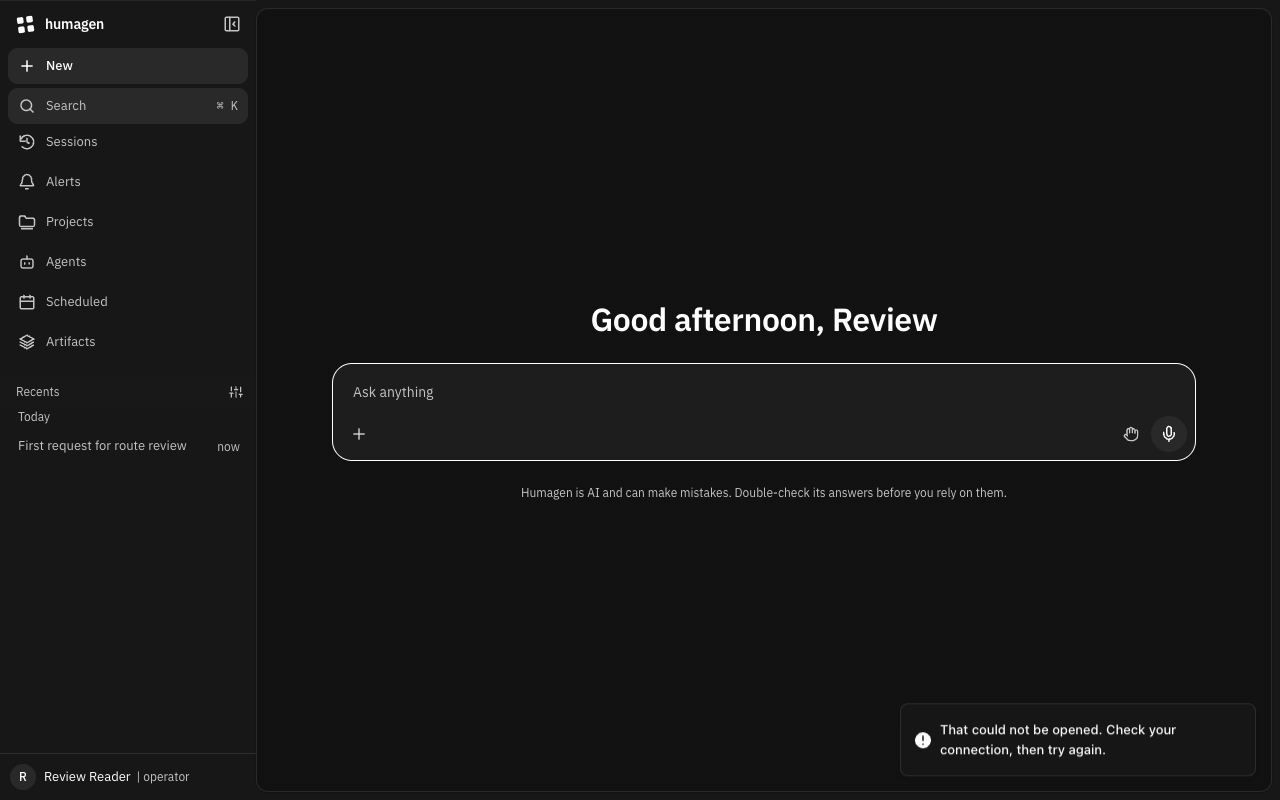 humagen
New
Search ⌘ K
Sessions
Alerts
Projects
Agents
Scheduled
Artifacts
Recents
Today
First request for route review now
R Review Reader | operator
Good afternoon, Review
Ask anything
Humagen is AI and can make mistakes. Double-check its answers before you rely on them.
That could not be opened. Check your
connection, then try again.